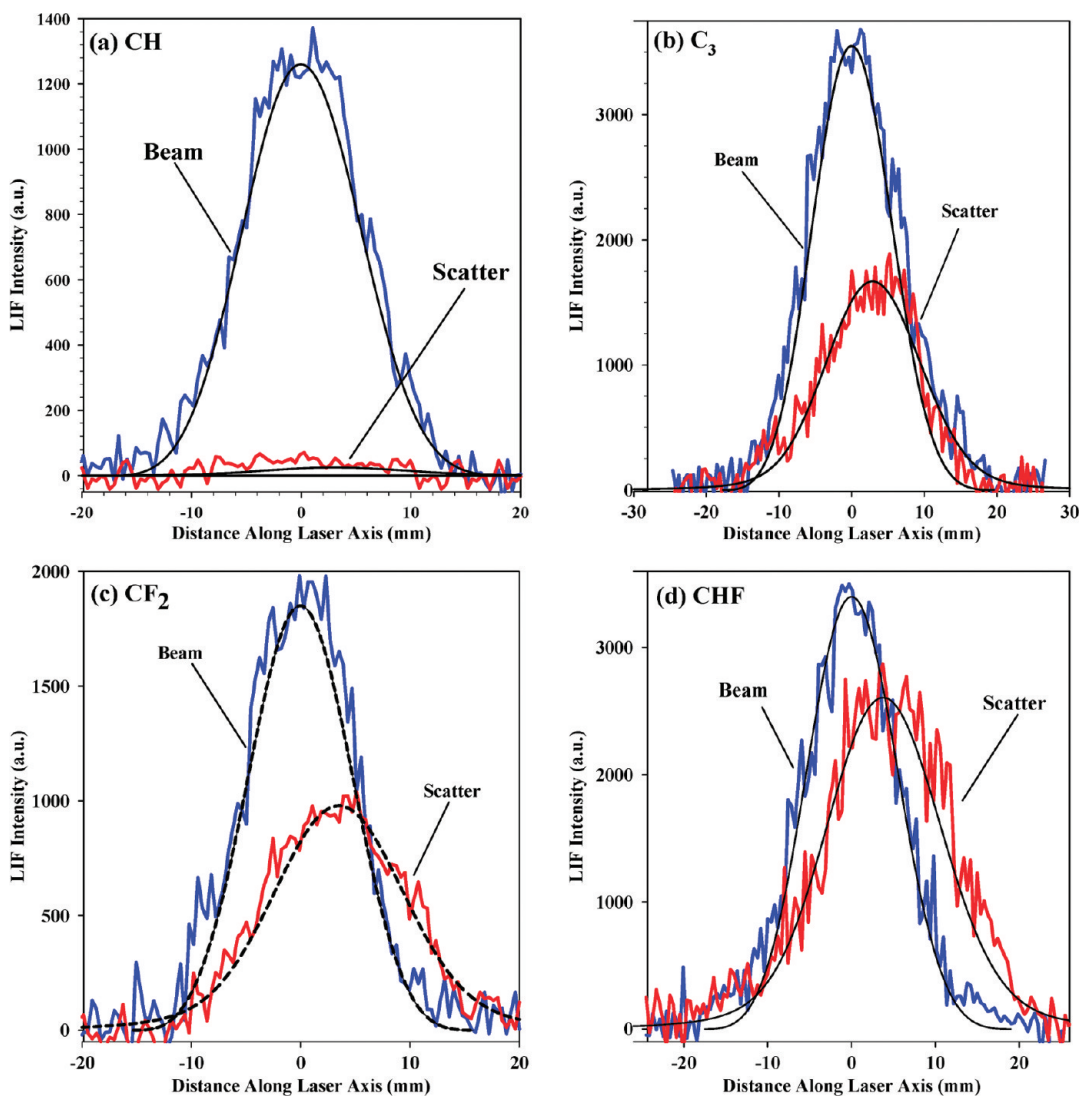 (a) CH
1400
1200
1000
800
600
400
200
0
LIF Intensity (a.u.)
Beam
Scatter
-20
-10
0
10
20
Distance Along Laser Axis (mm)
(b) C3
3000
2000
1000
0
LIF Intensity (a.u.)
Beam
Scatter
-30
-20
-10
0
10
20
30
Distance Along Laser Axis (mm)
(c) CF2
2000
1500
1000
500
0
LIF Intensity (a.u.)
Beam
Scatter
-20
-10
0
10
20
Distance Along Laser Axis (mm)
(d) CHF
3000
2000
1000
0
LIF Intensity (a.u.)
Beam
Scatter
-20
-10
0
10
20
Distance Along Laser Axis (mm)